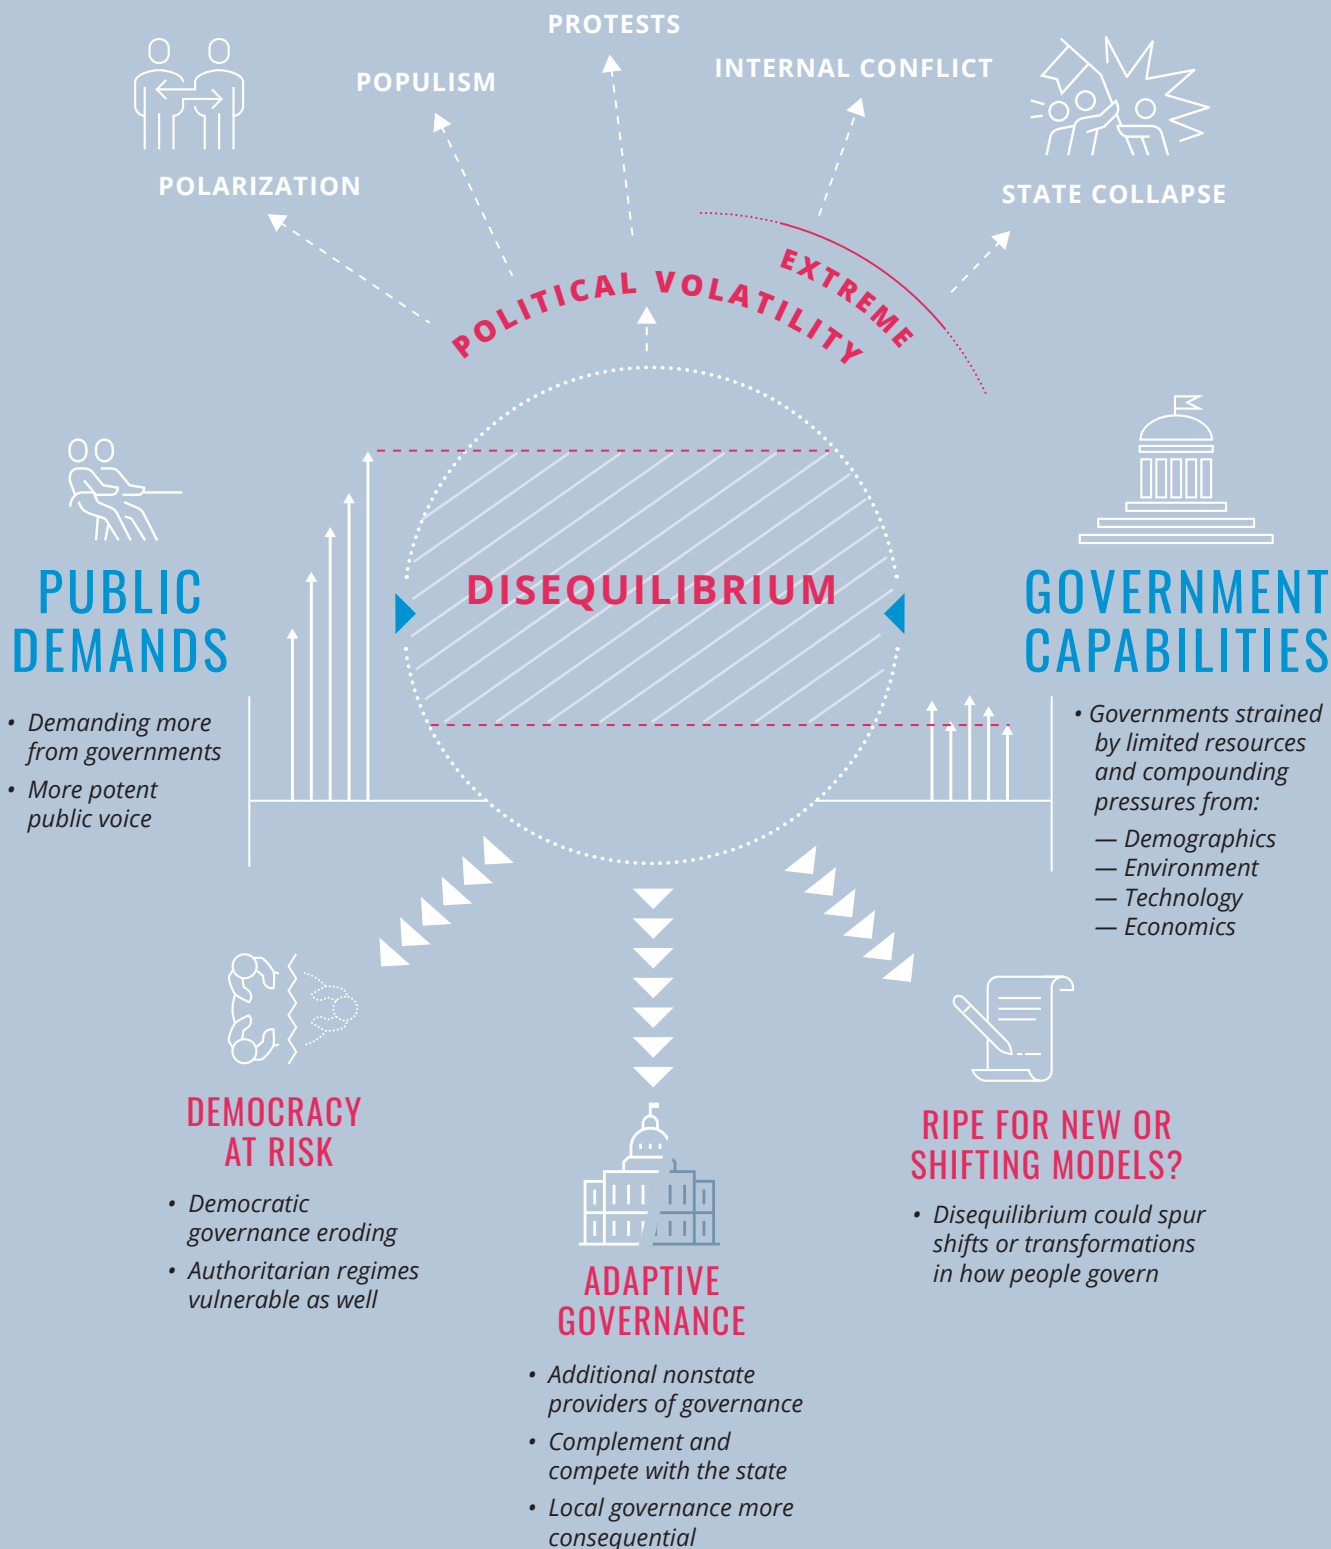 PROTESTS
POPULISM
INTERNAL CONFLICT
POLARIZATION
STATE COLLAPSE
EXTREME
POLITICAL VOLATILITY
DISEQUILIBRIUM
PUBLIC
DEMANDS
• Demanding more
from governments
• More potent
public voice
GOVERNMENT
CAPABILITIES
• Governments strained
by limited resources
and compounding
pressures from:
— Demographics
— Environment
— Technology
— Economics
DEMOCRACY
AT RISK
• Democratic
governance eroding
• Authoritarian regimes
vulnerable as well
ADAPTIVE
GOVERNANCE
• Additional nonstate
providers of governance
• Complement and
compete with the state
• Local governance more
consequential
RIPE FOR NEW OR
SHIFTING MODELS?
• Disequilibrium could spur
shifts or transformations
in how people govern